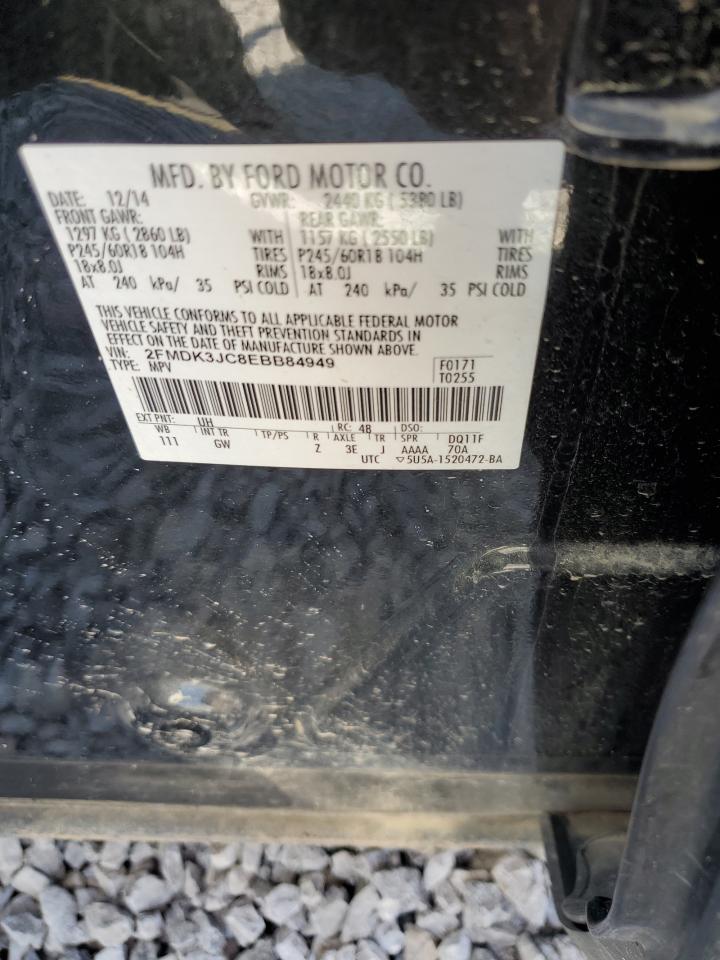 MFD. BY FORD MOTOR CO.
DATE: 12/14 GVWR: 2440 KG ( 5380 LB)
FRONT GAWR: REAR GAWR:
1297 KG ( 2860 LB) WITH 1157 KG ( 2550 LB) WITH
P245/60R18 104H TIRES P245/60R18 104H TIRES
18x8.0J RIMS 18x8.0J RIMS
AT 240 kPa/ 35 PSI COLD AT 240 kPa/ 35 PSI COLD
THIS VEHICLE CONFORMS TO ALL APPLICABLE FEDERAL MOTOR
VEHICLE SAFETY AND THEFT PREVENTION STANDARDS IN
EFFECT ON THE DATE OF MANUFACTURE SHOWN ABOVE.
VIN: 2FMDK3JC8EBB84949 F0171
TYPE: MPV T0255
EXT PNT: UH RC: 48 DSO:
WB INT TR TP/PS R AXLE TR SPR DQ11F
111 GW Z 3E J AAAA 70A
UTC ▽5U5A-1520472-BA